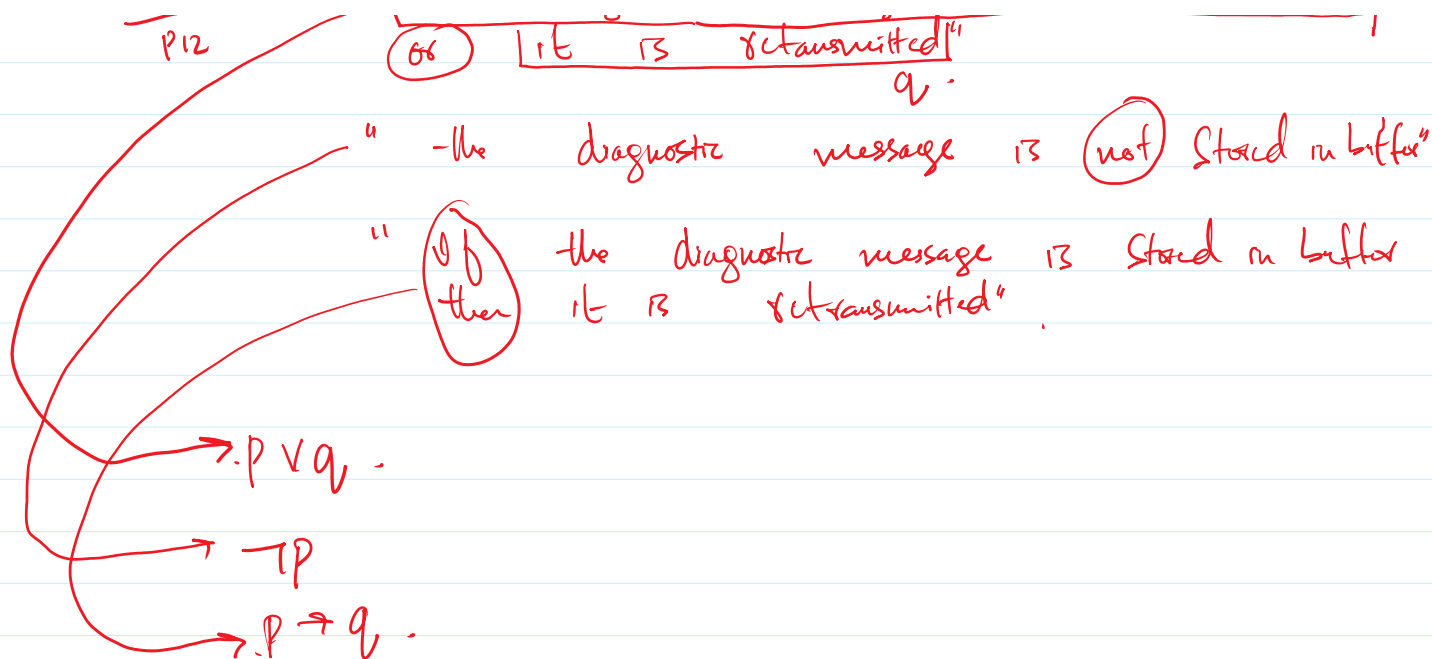 P12 (or) it is retransmitted"
q.
" the diagnostic message is (not) Stored in buffer"
" If the diagnostic message is Stored in buffer
then it is retransmitted".
P ∨ q.
¬P
P → q.